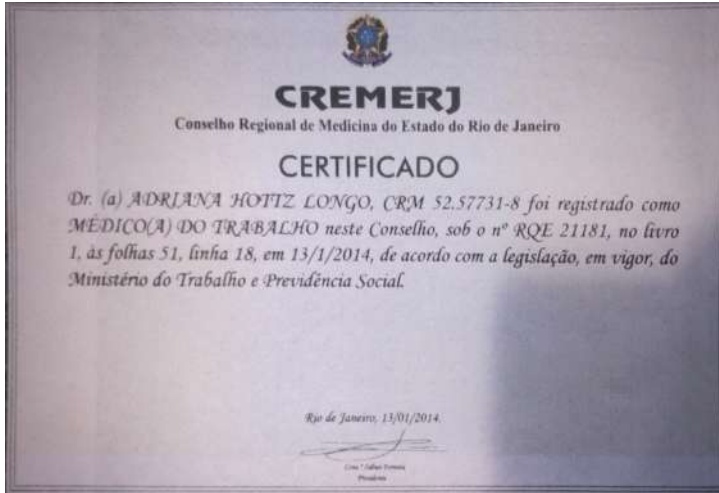 CREMERJ
Conselho Regional de Medicina do Estado do Rio de Janeiro
CERTIFICADO
Dr. (a) ADRIANA HOTTZ LONGO, CRM 52.57731-8 foi registrado como
MÉDICO(A) DO TRABALHO neste Conselho, sob o nº RQE 21181, no livro
1, às folhas 51, linha 18, em 13/1/2014, de acordo com a legislação, em vigor, do
Ministério do Trabalho e Previdência Social.
Rio de Janeiro, 13/01/2014.
Presidente